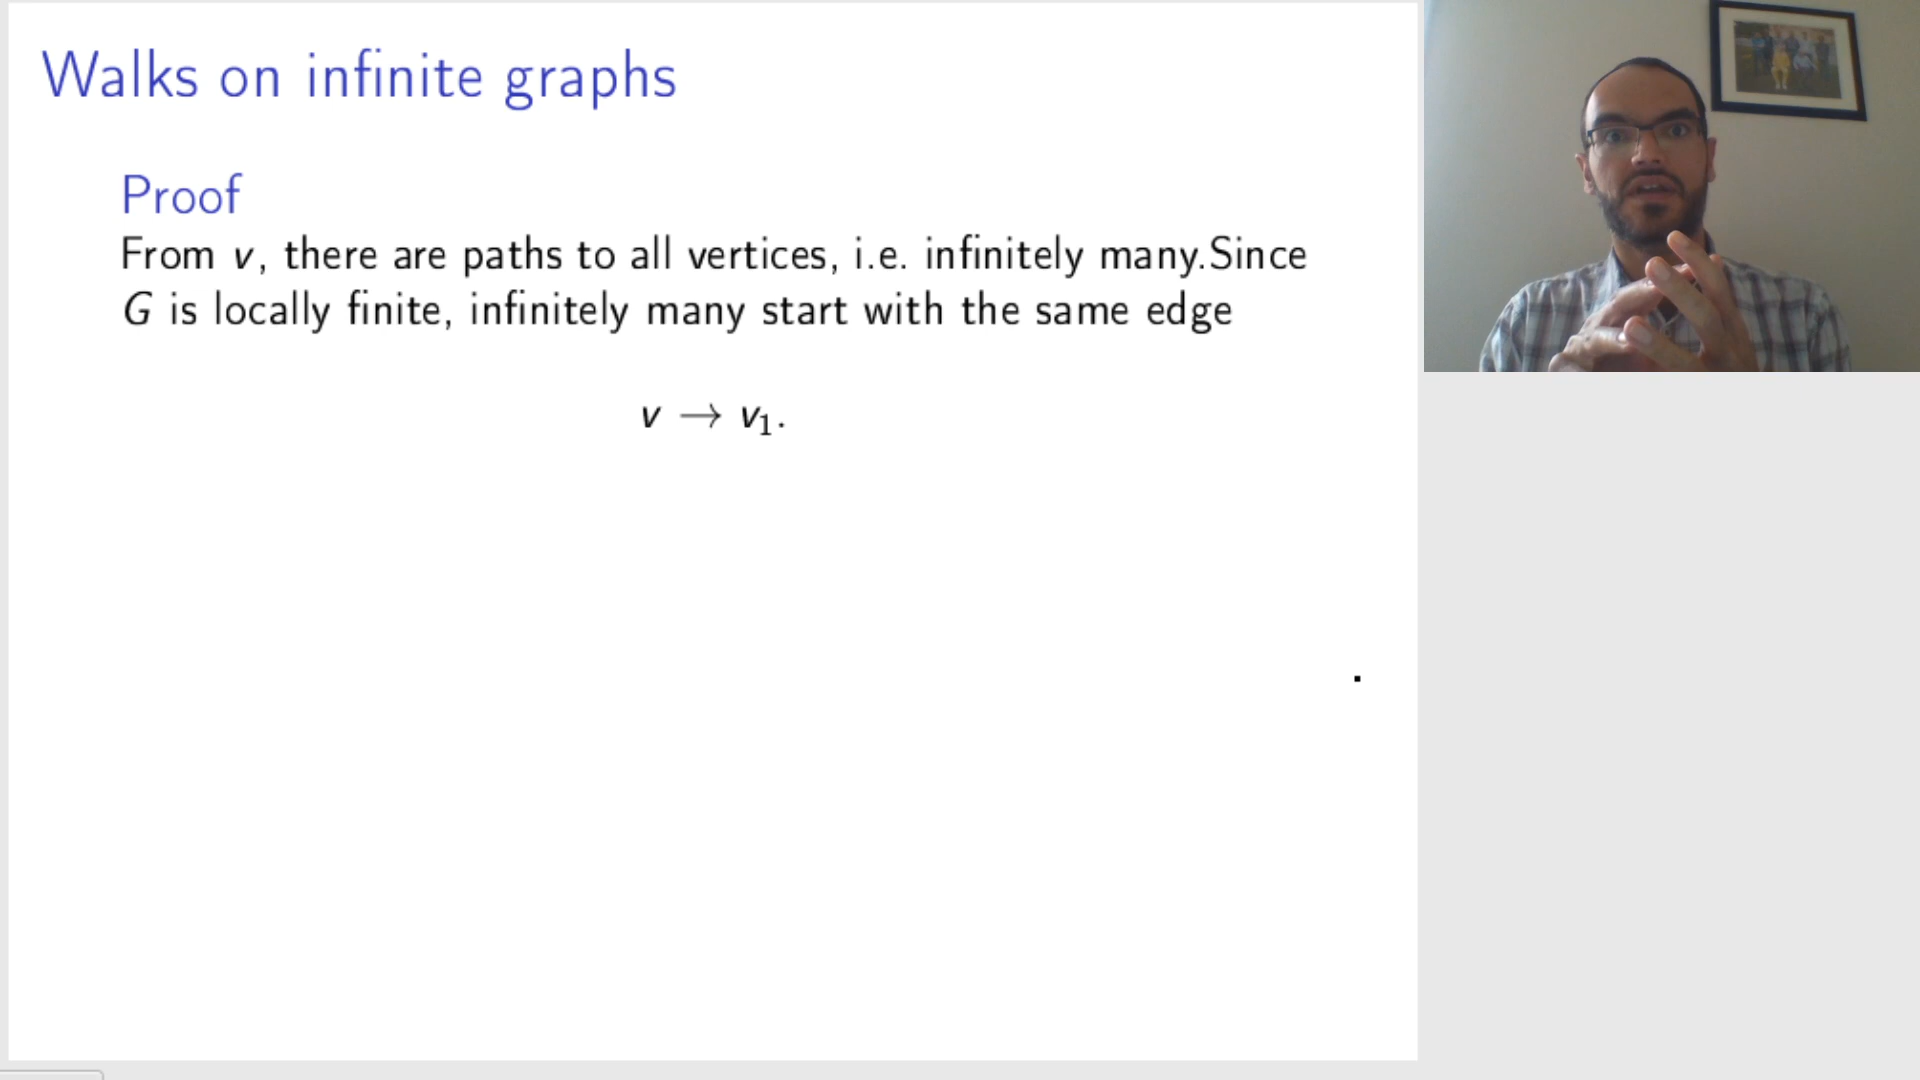 Walks on infinite graphs
Proof
From v, there are paths to all vertices, i.e. infinitely many.Since
G is locally finite, infinitely many start with the same edge
v → v₁.